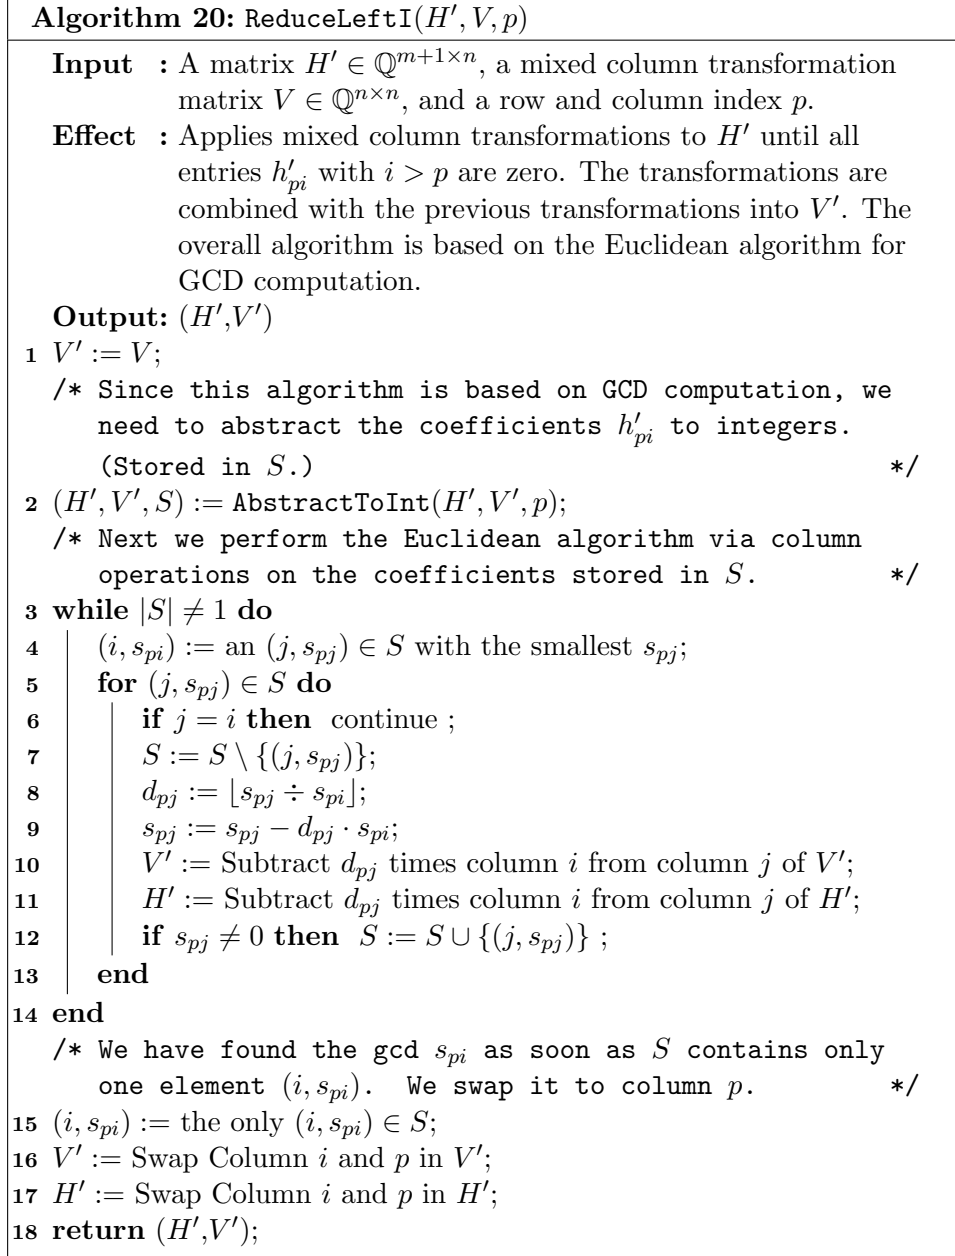 Algorithm 20: ReduceLeftI(H′, V, p)
Input : A matrix H′ ∈ ℚ^{m+1×n}, a mixed column transformation
matrix V ∈ ℚ^{n×n}, and a row and column index p.
Effect : Applies mixed column transformations to H′ until all
entries h′_{pi} with i > p are zero. The transformations are
combined with the previous transformations into V′. The
overall algorithm is based on the Euclidean algorithm for
GCD computation.
Output: (H′,V′)
1 V′ := V;
/* Since this algorithm is based on GCD computation, we
need to abstract the coefficients h′_{pi} to integers.
(Stored in S.) */
2 (H′, V′, S) := AbstractToInt(H′, V′, p);
/* Next we perform the Euclidean algorithm via column
operations on the coefficients stored in S. */
3 while |S| ≠ 1 do
4 (i, s_{pi}) := an (j, s_{pj}) ∈ S with the smallest s_{pj};
5 for (j, s_{pj}) ∈ S do
6 if j = i then continue ;
7 S := S \ {(j, s_{pj})};
8 d_{pj} := ⌊s_{pj} ÷ s_{pi}⌋;
9 s_{pj} := s_{pj} − d_{pj} · s_{pi};
10 V′ := Subtract d_{pj} times column i from column j of V′;
11 H′ := Subtract d_{pj} times column i from column j of H′;
12 if s_{pj} ≠ 0 then S := S ∪ {(j, s_{pj})} ;
13 end
14 end
/* We have found the gcd s_{pi} as soon as S contains only
one element (i, s_{pi}). We swap it to column p. */
15 (i, s_{pi}) := the only (i, s_{pi}) ∈ S;
16 V′ := Swap Column i and p in V′;
17 H′ := Swap Column i and p in H′;
18 return (H′,V′);